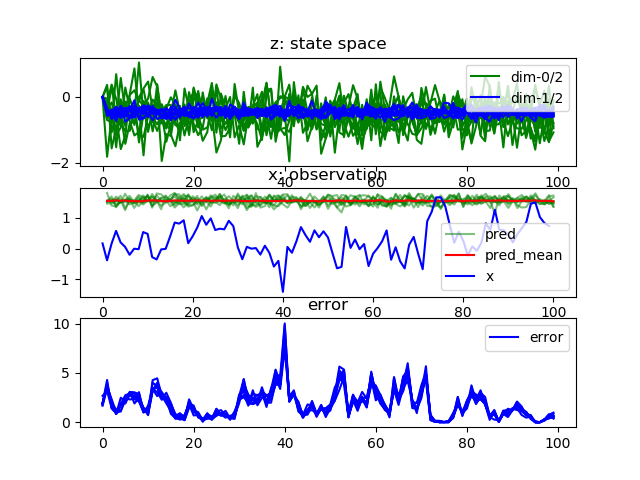 z: state space
0
−2
dim-0/2
dim-1/2
0 20 40 60 80 100
x:observation
1
0
−1
pred
pred_mean
x
0 20 40 60 80 100
error
10
5
0
error
0 20 40 60 80 100